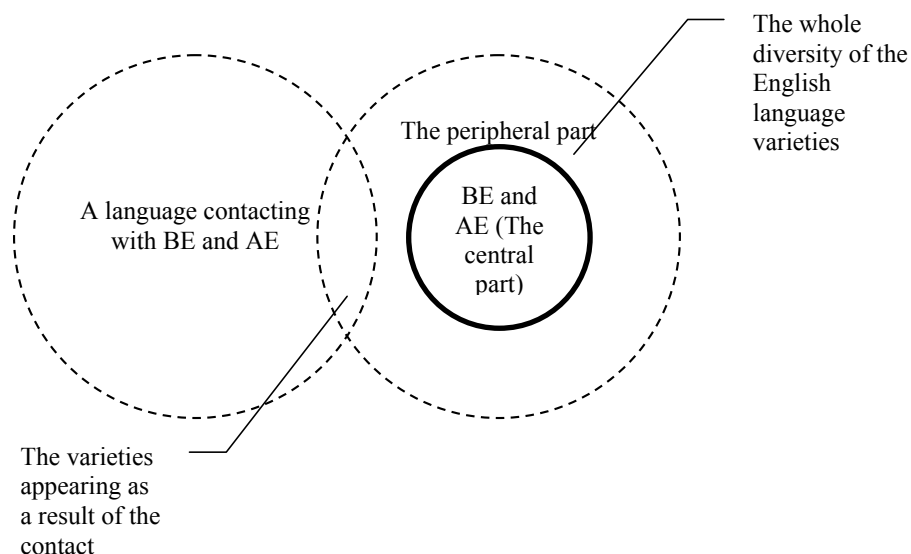 The whole
diversity of the
English
language
varieties
The peripheral part
BE and
AE (The
central
part)
A language contacting
with BE and AE
The varieties
appearing as
a result of the
contact